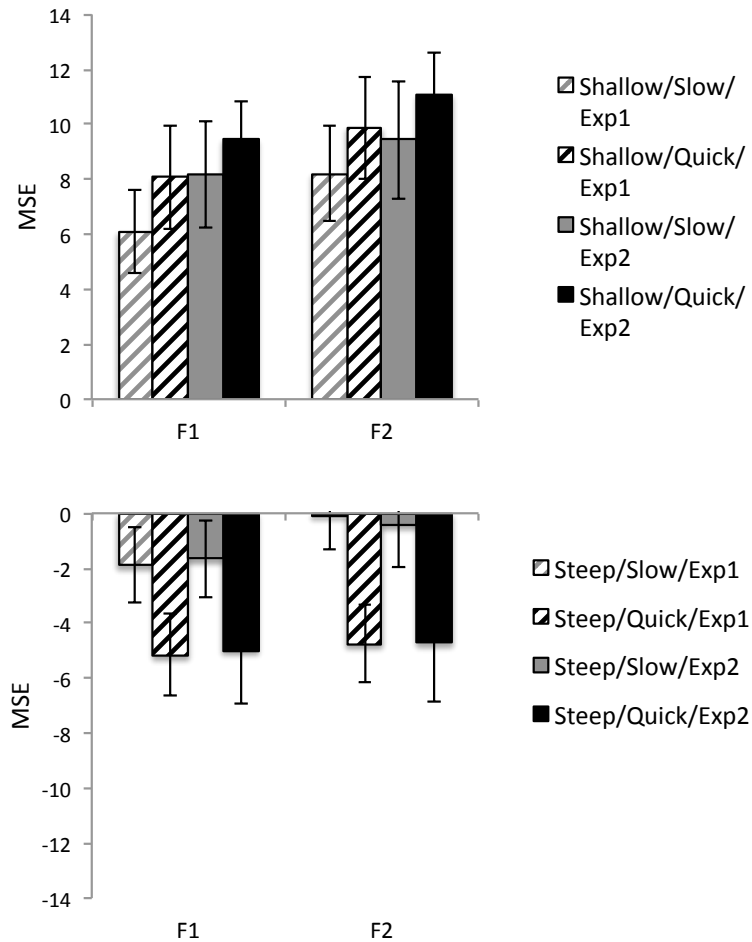 14
12
10
8
6
4
2
0
MSE
F1
F2
Shallow/Slow/
Exp1
Shallow/Quick/
Exp1
Shallow/Slow/
Exp2
Shallow/Quick/
Exp2
0
-2
-4
-6
-8
-10
-12
-14
MSE
F1
F2
Steep/Slow/Exp1
Steep/Quick/Exp1
Steep/Slow/Exp2
Steep/Quick/Exp2